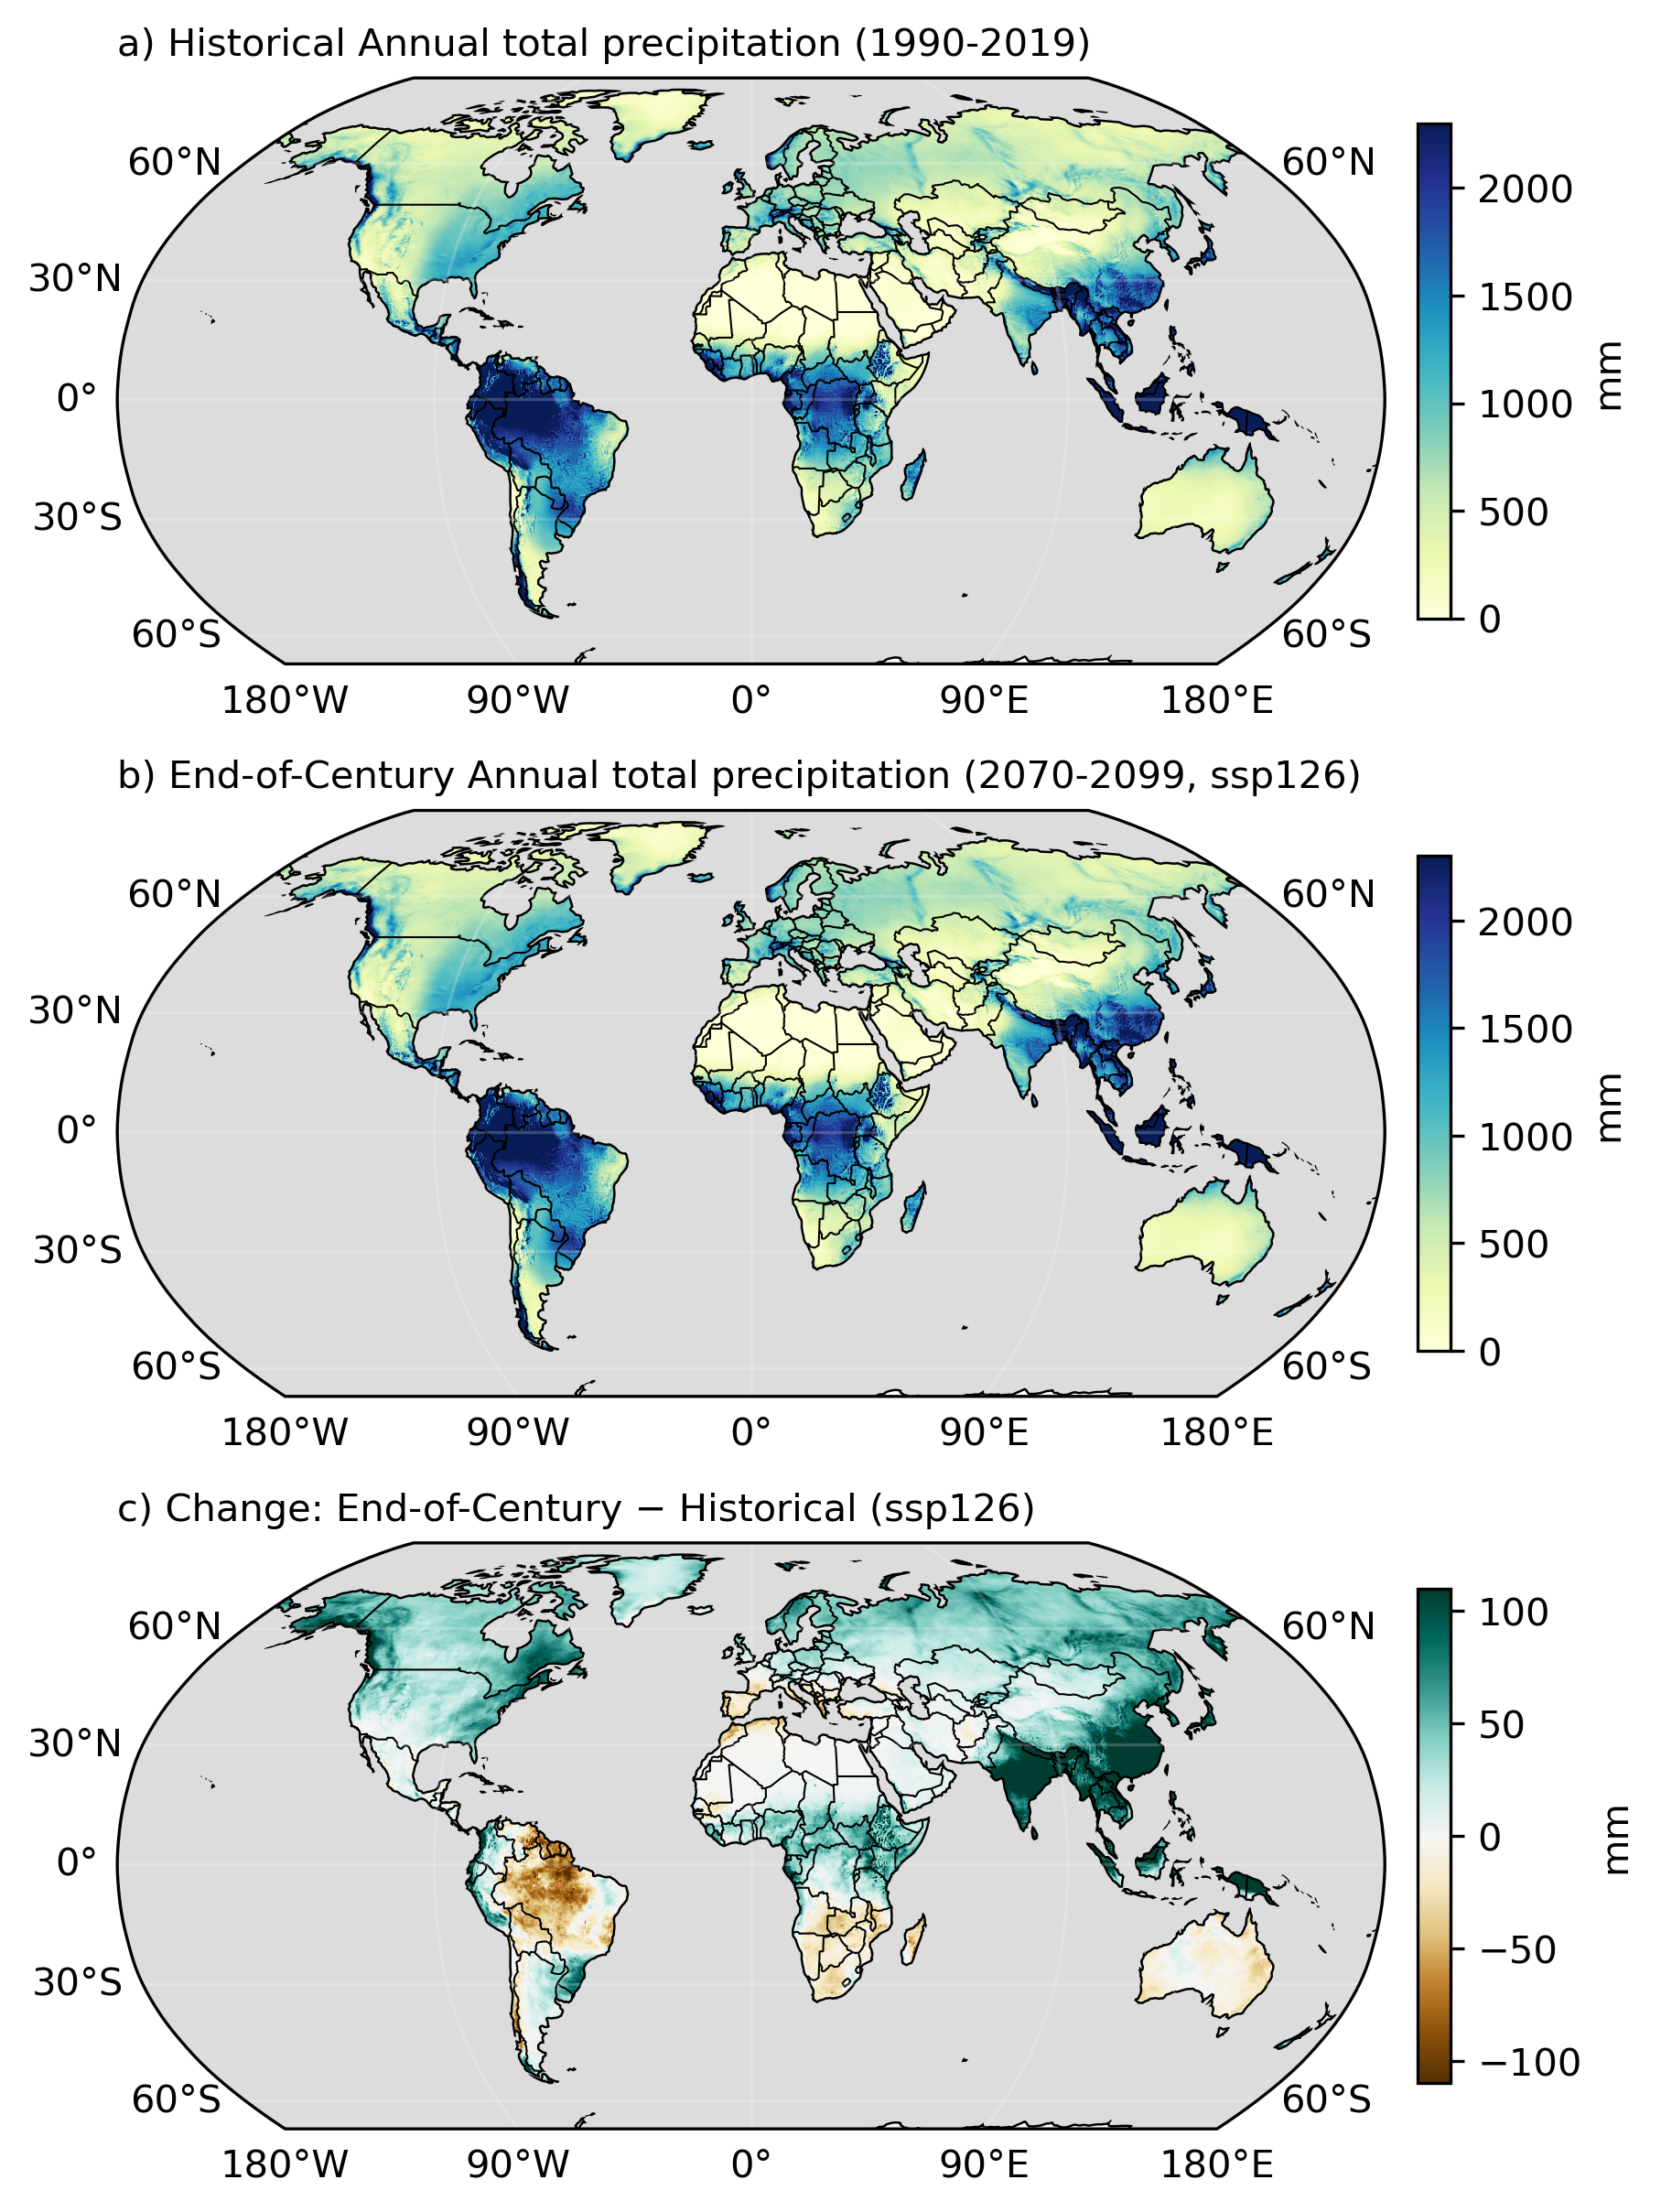 a) Historical Annual total precipitation (1990-2019)
60°N
60°N
30°N
0°
30°S
60°S
60°S
180°W
90°W
0°
90°E
180°E
2000
1500
1000
500
0
mm
b) End-of-Century Annual total precipitation (2070-2099, ssp126)
60°N
60°N
30°N
0°
30°S
60°S
60°S
180°W
90°W
0°
90°E
180°E
2000
1500
1000
500
0
mm
c) Change: End-of-Century − Historical (ssp126)
60°N
60°N
30°N
0°
30°S
60°S
60°S
180°W
90°W
0°
90°E
180°E
100
50
0
−50
−100
mm